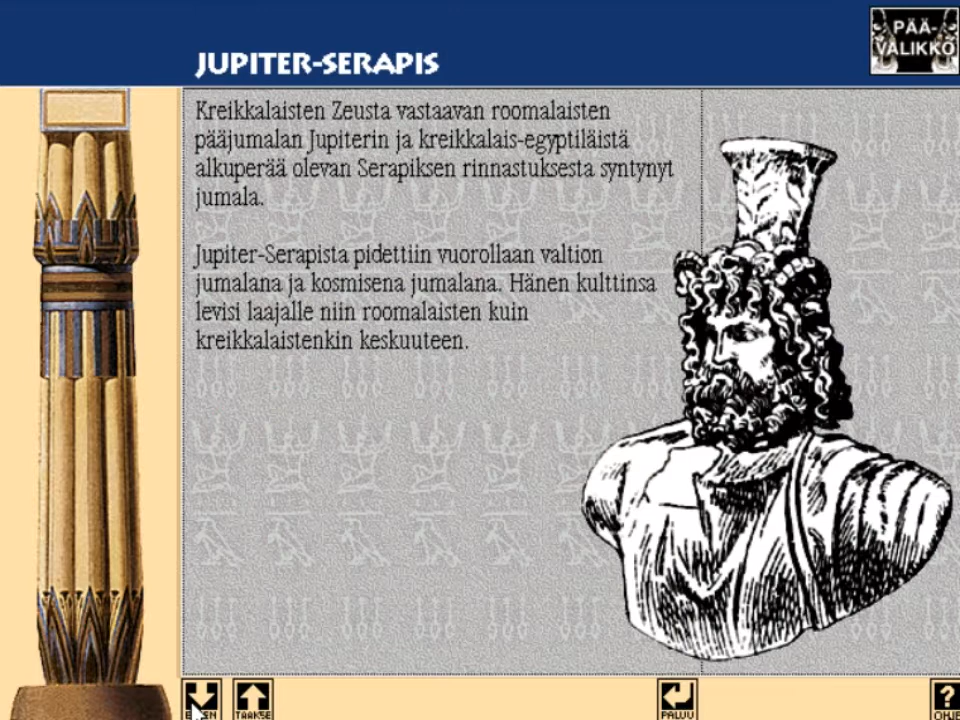 JUPITER-SERAPIS
PÄÄ-
VALIKKO
Kreikkalaisten Zeusta vastaavan roomalaisten
pääjumalan Jupiterin ja kreikkalais-egyptiläistä
alkuperää olevan Serapiksen rinnastuksesta syntynyt
jumala.
Jupiter-Serapista pidettiin vuorollaan valtion
jumalana ja kosmisena jumalana. Hänen kulttinsa
levisi laajalle niin roomalaisten kuin
kreikkalaistenkin keskuuteen.
TAAKSE
PALUU